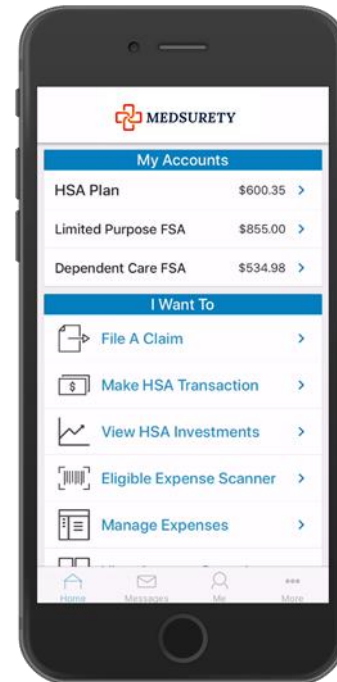 MEDSURETY
My Accounts
HSA Plan $600.35
Limited Purpose FSA $855.00
Dependent Care FSA $534.98
I Want To
File A Claim
$ Make HSA Transaction
View HSA Investments
Eligible Expense Scanner
Manage Expenses
Home Messages Me More